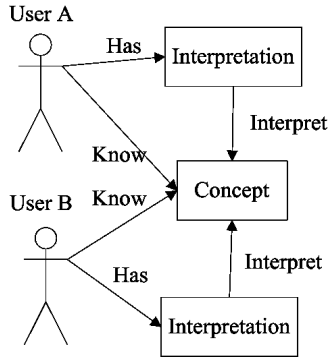 User A
Has
Interpretation
Interpret
Know
Concept
Know
User B
Interpret
Has
Interpretation